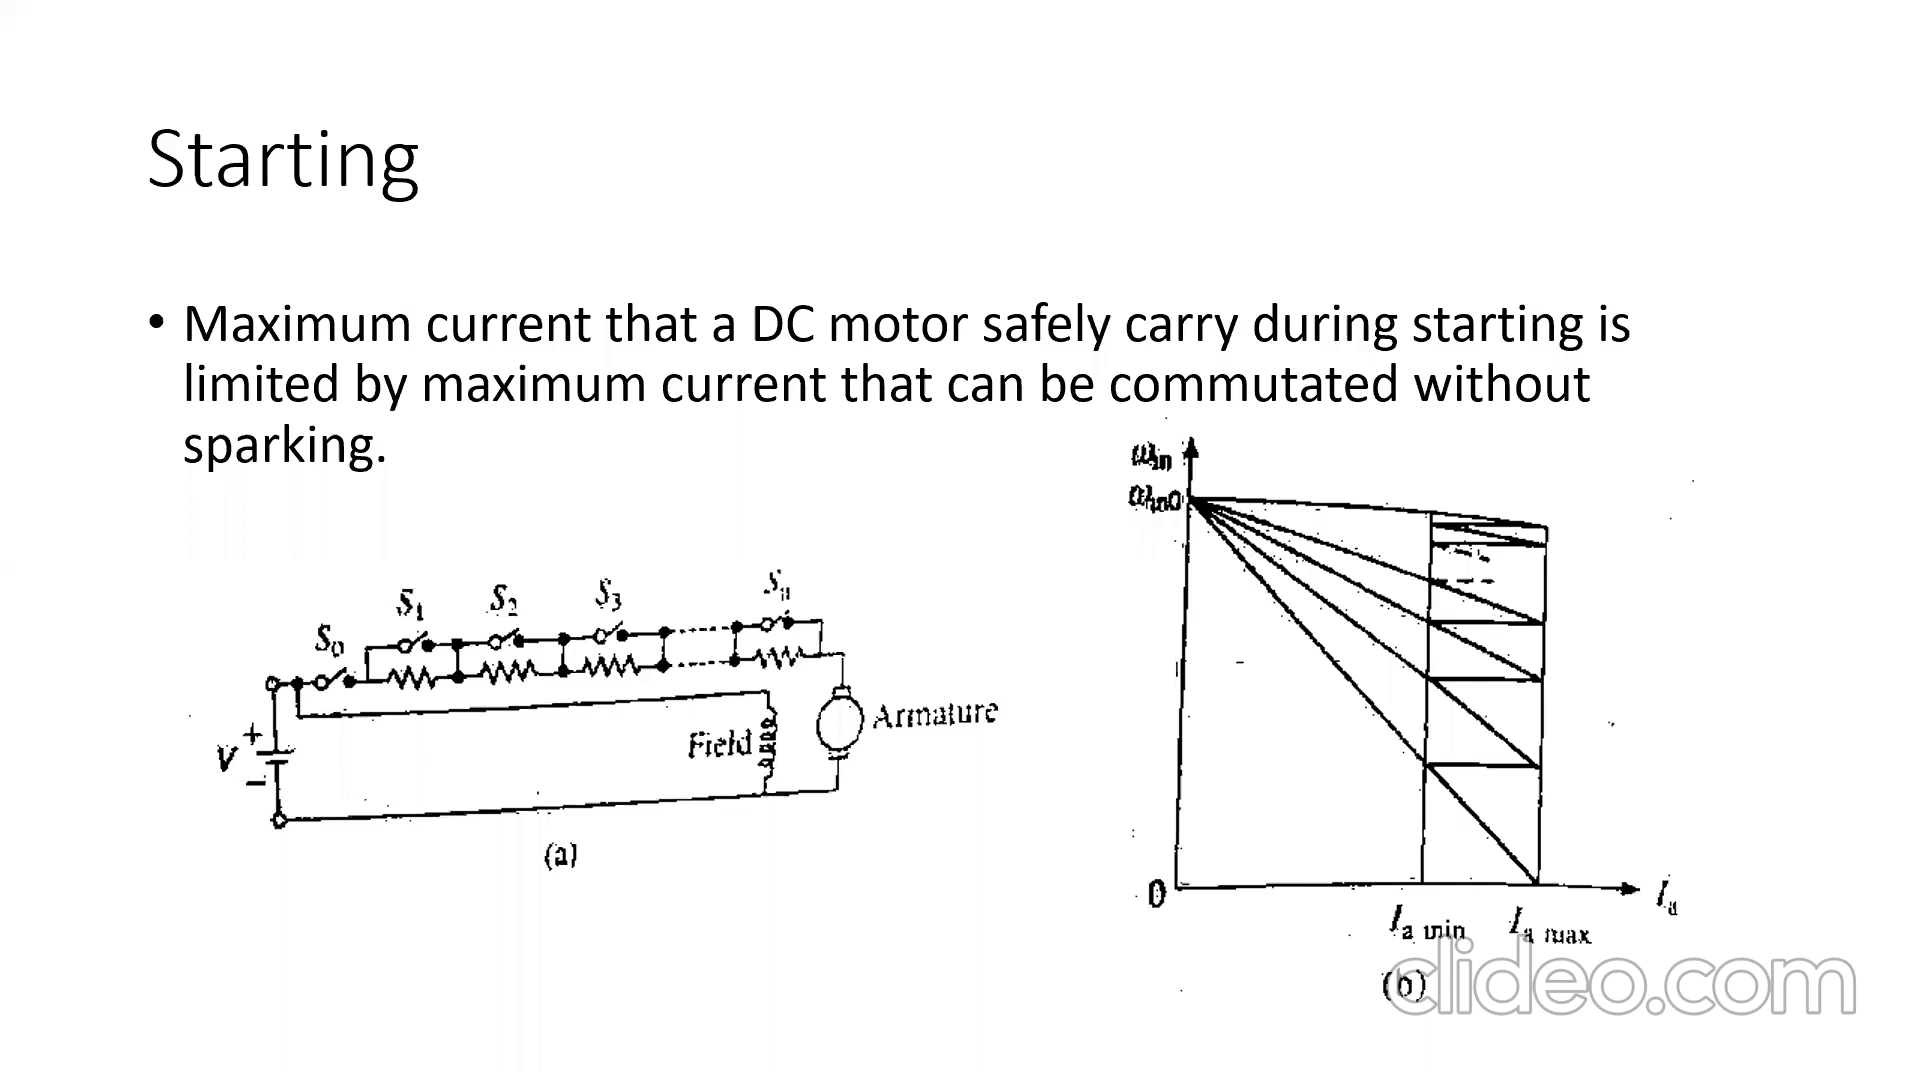 Starting
• Maximum current that a DC motor safely carry during starting is
limited by maximum current that can be commutated without
sparking.
S0
S1
S2
S3
Sn
V
+
−
Field
Armature
(a)
ωm
ωm0
0
Ia min
Ia max
Ia
(b)
clideo.com